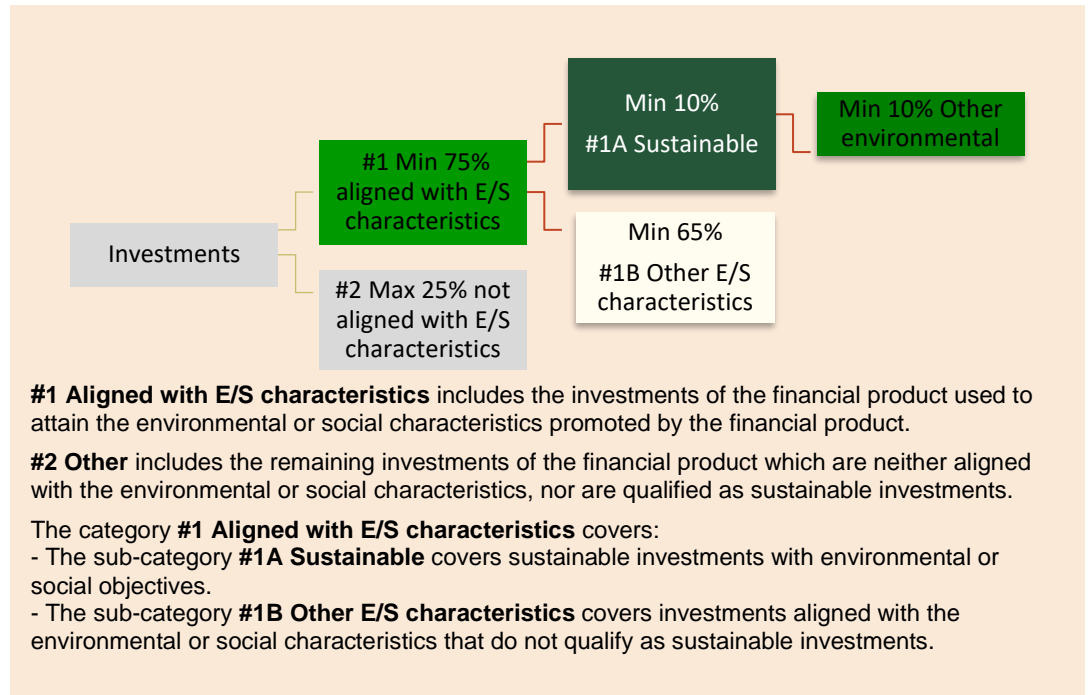 Investments
#1 Min 75%
aligned with E/S
characteristics
#2 Max 25% not
aligned with E/S
characteristics
Min 10%
#1A Sustainable
Min 65%
#1B Other E/S
characteristics
Min 10% Other
environmental
#1 Aligned with E/S characteristics includes the investments of the financial product used to
attain the environmental or social characteristics promoted by the financial product.
#2 Other includes the remaining investments of the financial product which are neither aligned
with the environmental or social characteristics, nor are qualified as sustainable investments.
The category #1 Aligned with E/S characteristics covers:
- The sub-category #1A Sustainable covers sustainable investments with environmental or
social objectives.
- The sub-category #1B Other E/S characteristics covers investments aligned with the
environmental or social characteristics that do not qualify as sustainable investments.